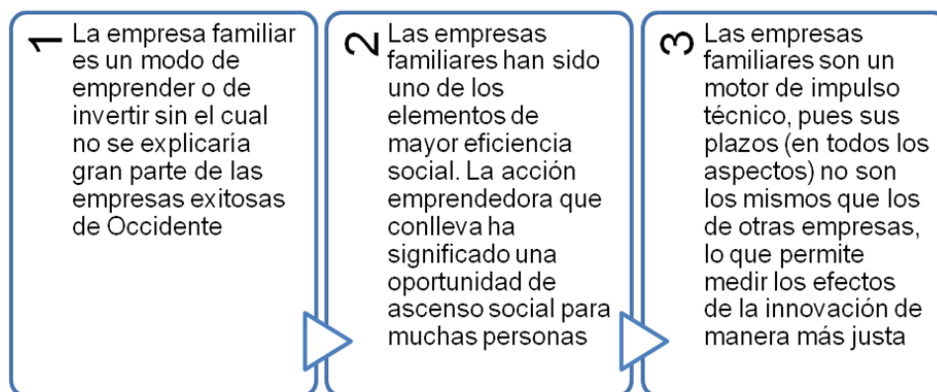 1
La empresa familiar
es un modo de
emprender o de
invertir sin el cual
no se explicaría
gran parte de las
empresas exitosas
de Occidente
2
Las empresas
familiares han sido
uno de los
elementos de
mayor eficiencia
social. La acción
emprendedora que
conlleva ha
significado una
oportunidad de
ascenso social para
muchas personas
3
Las empresas
familiares son un
motor de impulso
técnico, pues sus
plazos (en todos los
aspectos) no son
los mismos que los
de otras empresas,
lo que permite
medir los efectos
de la innovación de
manera más justa